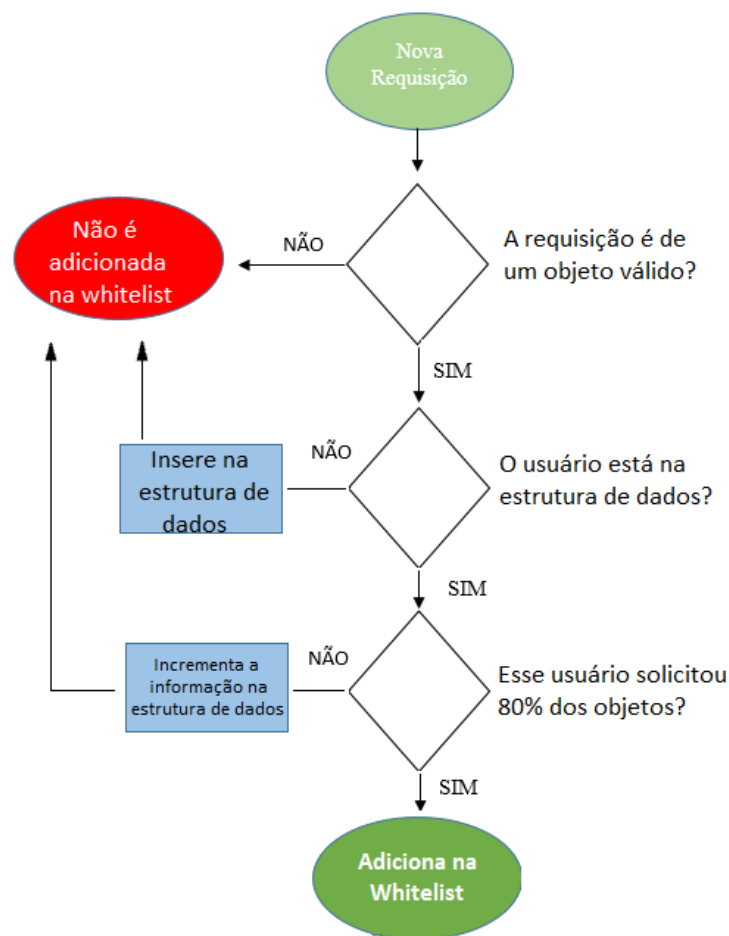 Nova
Requisição
Não é
adicionada
na whitelist
NÃO
A requisição é de
um objeto válido?
SIM
Insere na
estrutura de
dados
NÃO
O usuário está na
estrutura de dados?
SIM
Incrementa a
informação na
estrutura de dados
NÃO
Esse usuário solicitou
80% dos objetos?
SIM
Adiciona na
Whitelist